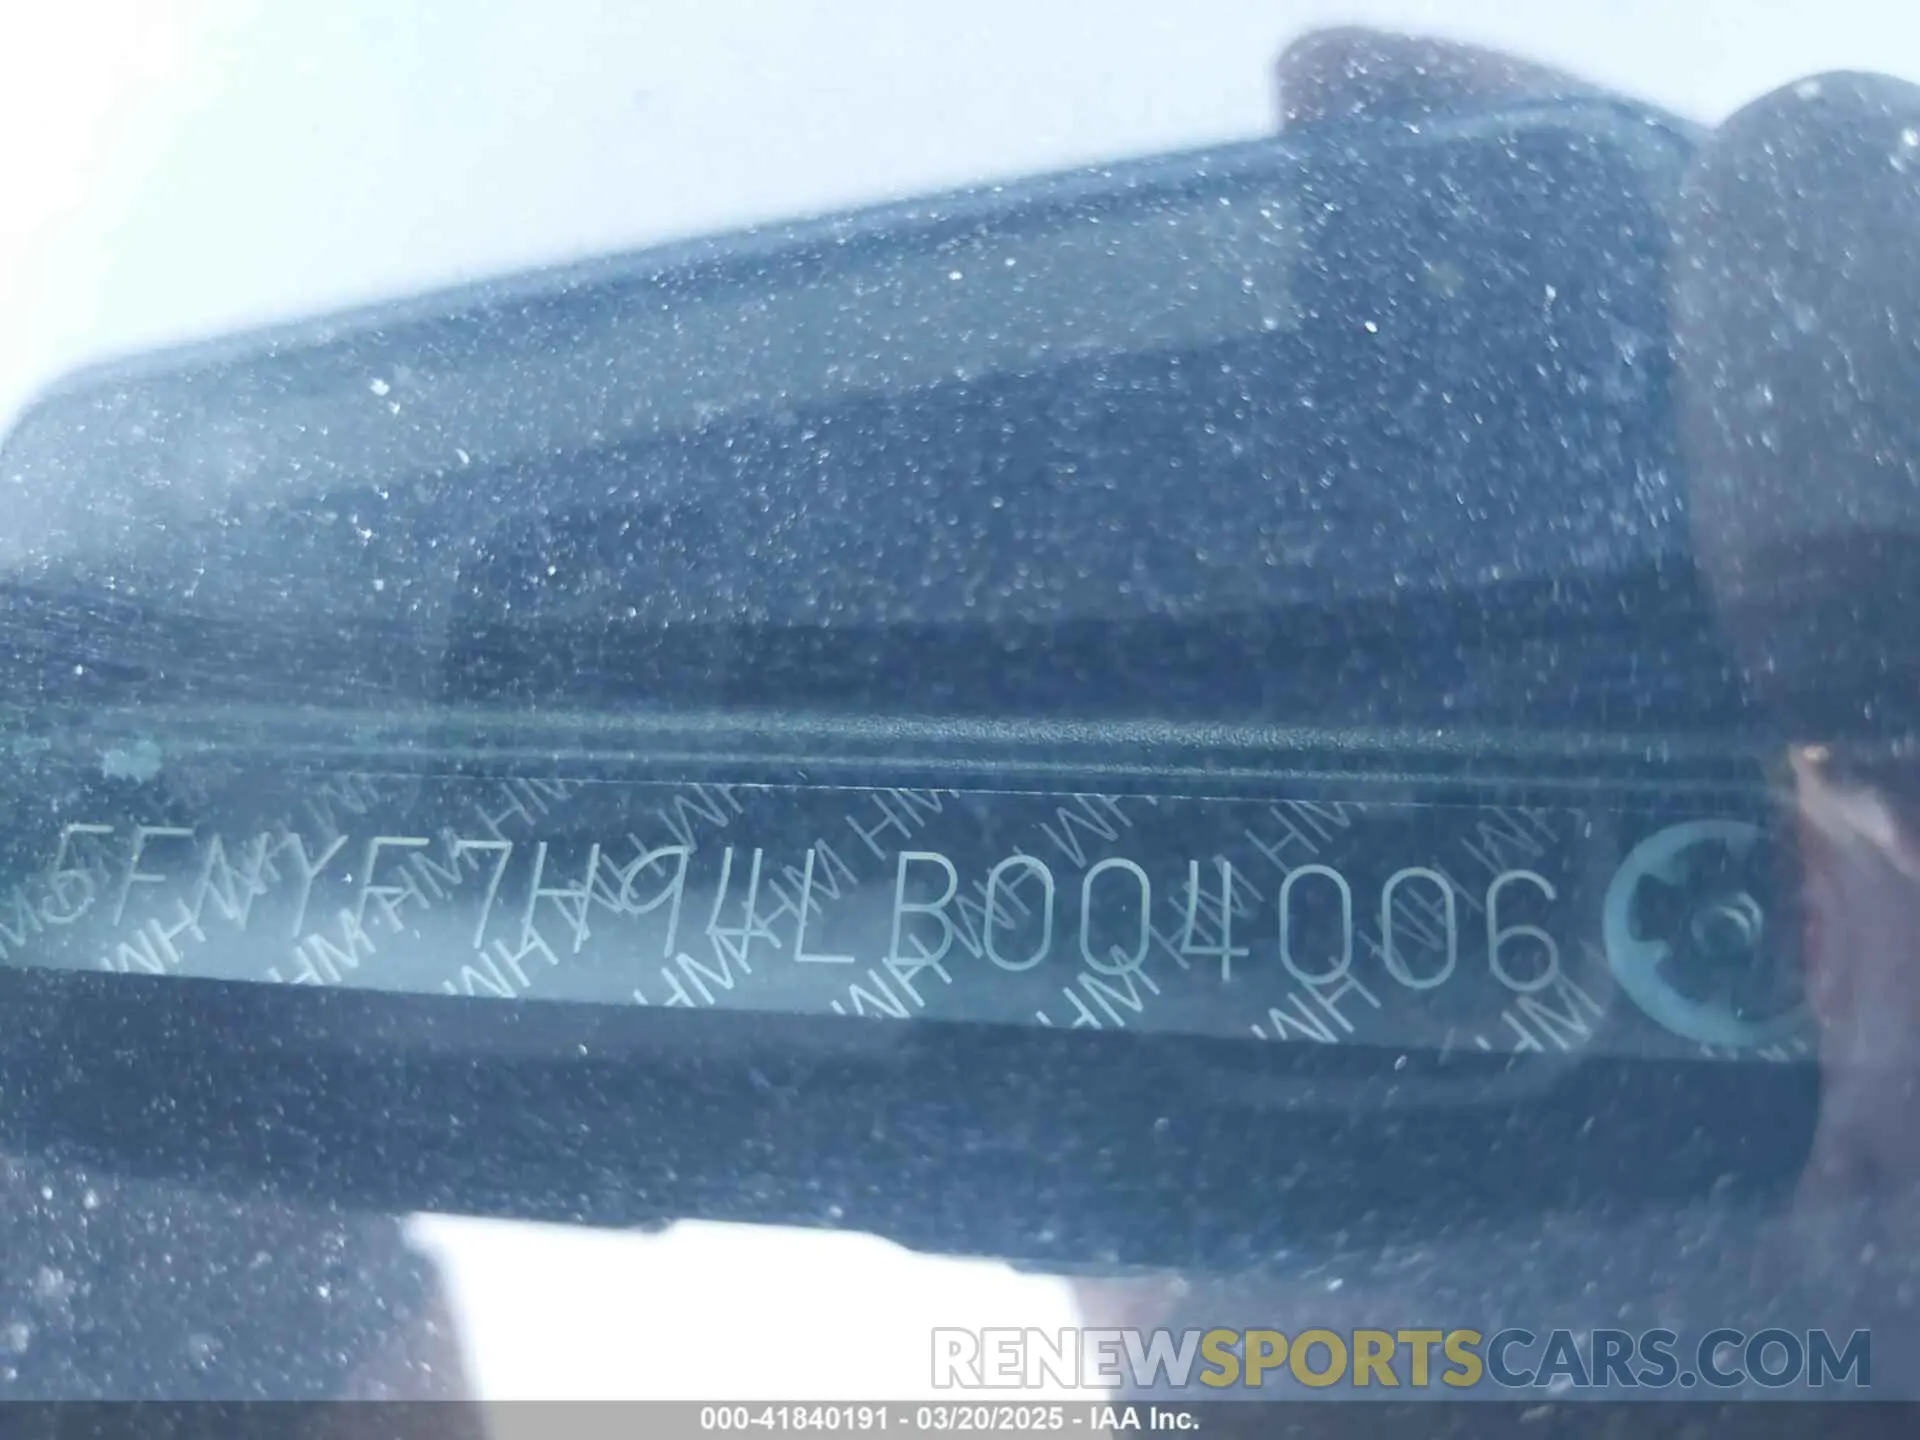 5FNYF7H94LB004006
RENEWSPORTSCARS.COM
000-41840191 - 03/20/2025 - IAA Inc.